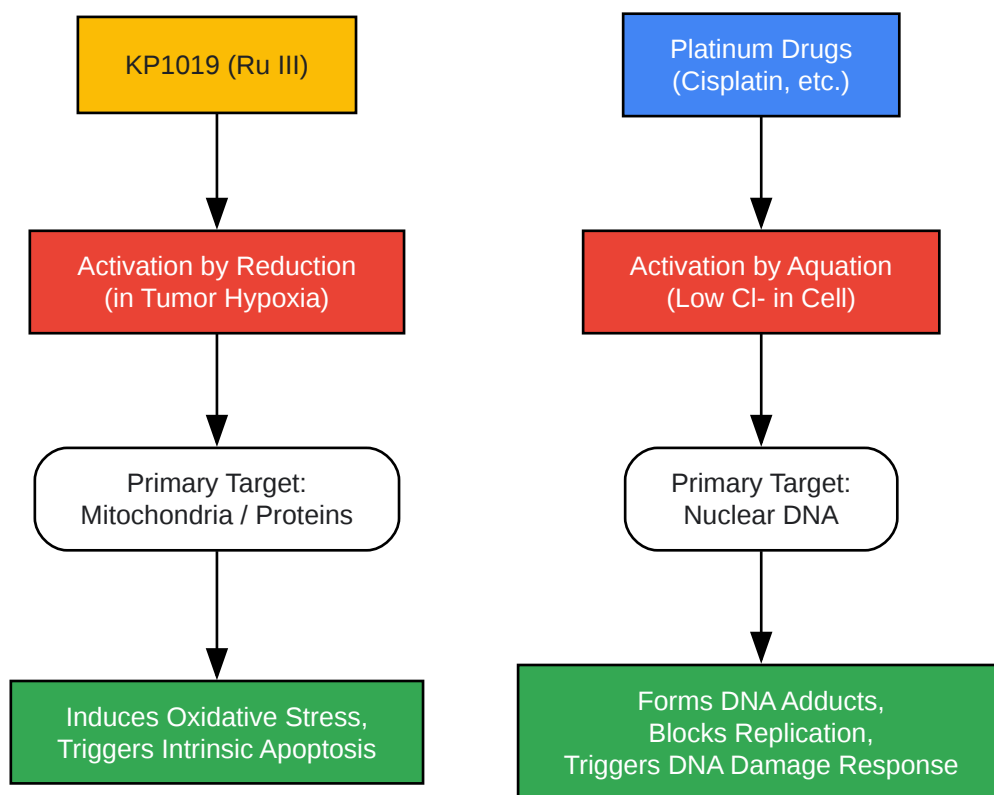 KP1019 (Ru III)
Activation by Reduction
(in Tumor Hypoxia)
Primary Target:
Mitochondria / Proteins
Induces Oxidative Stress,
Triggers Intrinsic Apoptosis
Platinum Drugs
(Cisplatin, etc.)
Activation by Aquation
(Low Cl- in Cell)
Primary Target:
Nuclear DNA
Forms DNA Adducts,
Blocks Replication,
Triggers DNA Damage Response